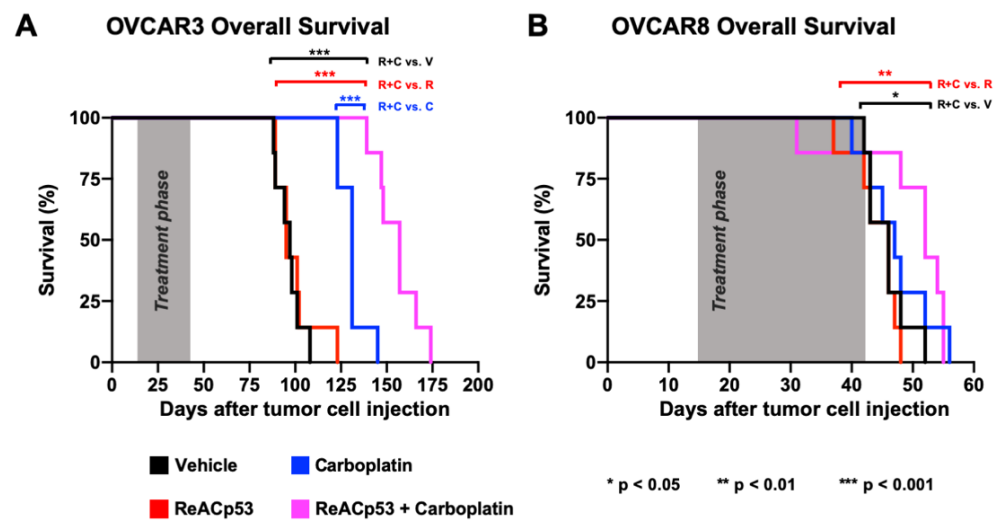 A
OVCAR3 Overall Survival
*** R+C vs. V
*** R+C vs. R
*** R+C vs. C
Survival (%)
100
75
50
25
0
Treatment phase
0 25 50 75 100 125 150 175 200
Days after tumor cell injection
B
OVCAR8 Overall Survival
** R+C vs. R
* R+C vs. V
Survival (%)
100
75
50
25
0
Treatment phase
0 10 20 30 40 50 60
Days after tumor cell injection
Vehicle
Carboplatin
ReACp53
ReACp53 + Carboplatin
* p < 0.05 ** p < 0.01 *** p < 0.001